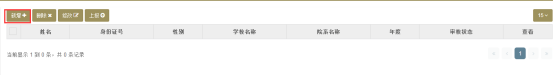 新增 删除 修改 上报 15
姓名 身份证号 性别 学校名称 院系名称 年度 审核状态 查看
当前显示 1 到 0 条，共 0 条记录 « ‹ 1 › »